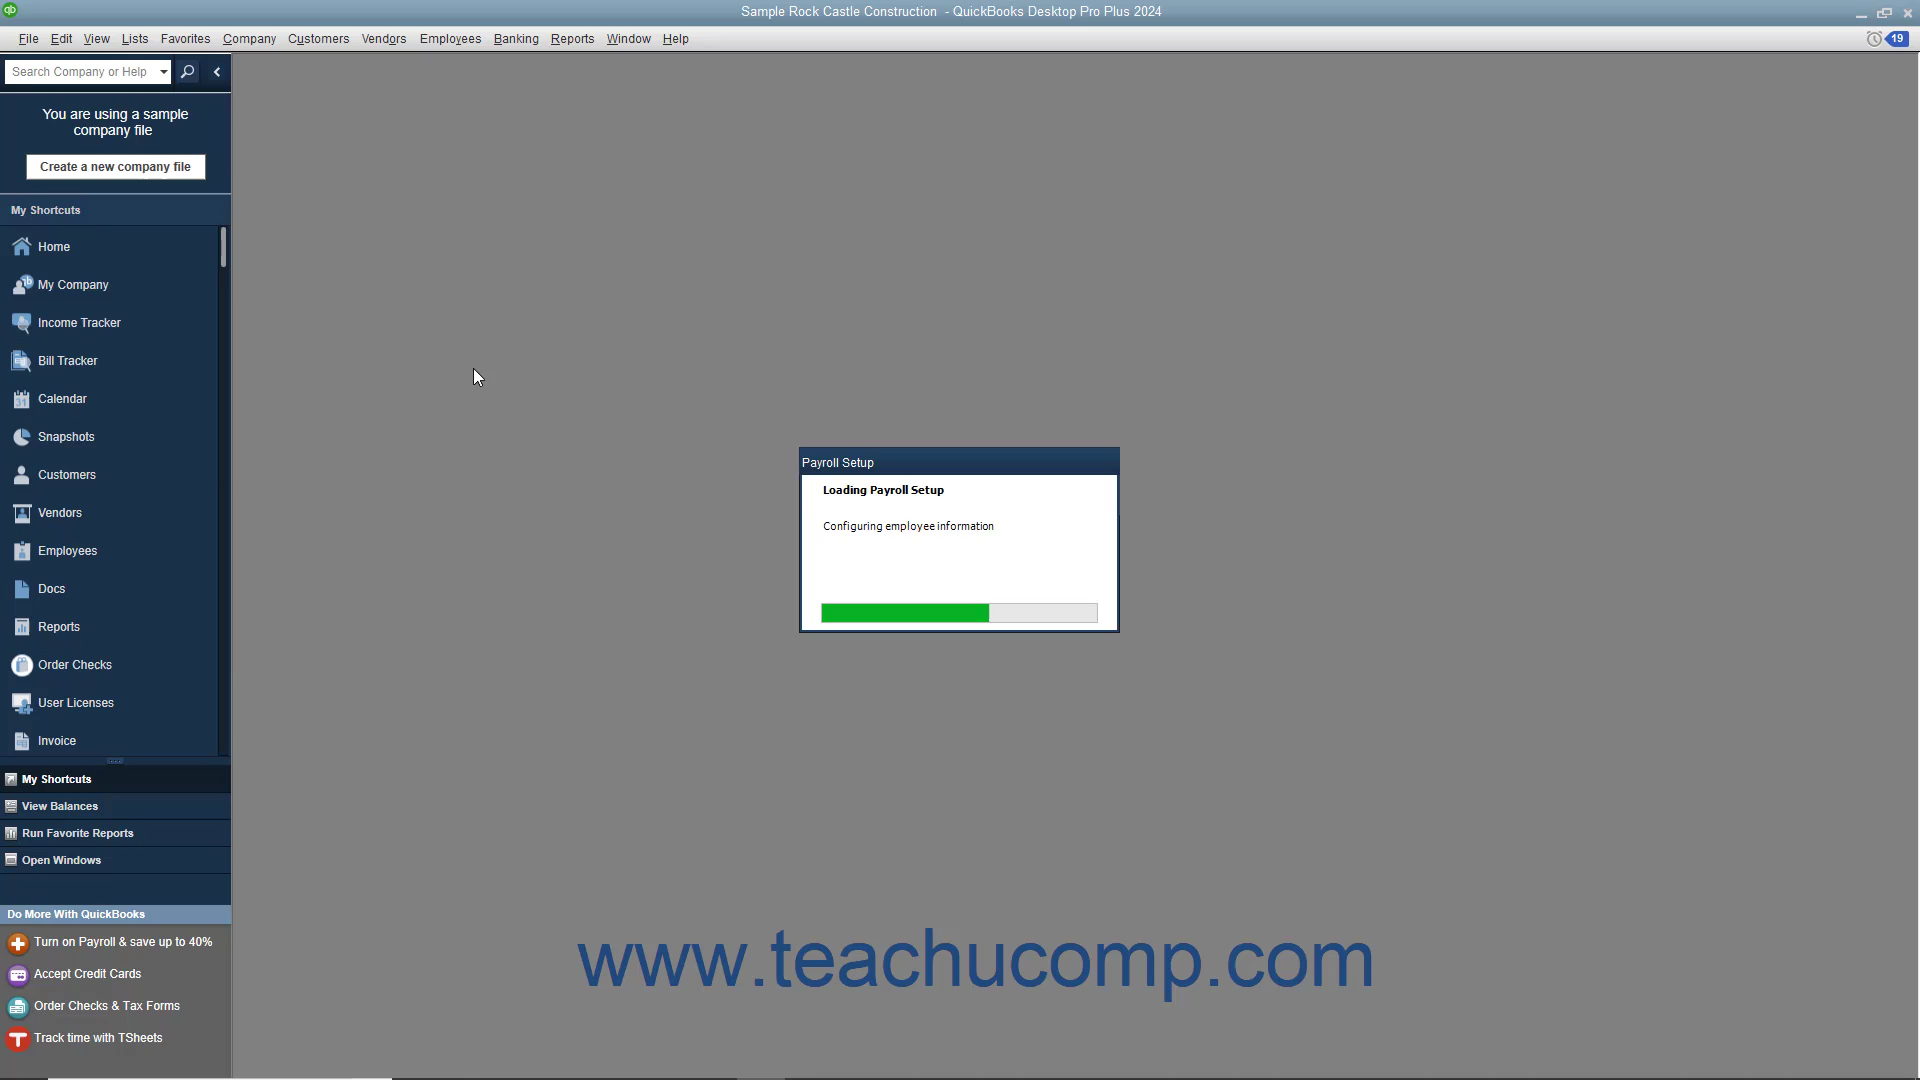 Sample Rock Castle Construction - QuickBooks Desktop Pro Plus 2024
File Edit View Lists Favorites Company Customers Vendors Employees Banking Reports Window Help
19
Search Company or Help
You are using a sample
company file
Create a new company file
My Shortcuts
Home
My Company
Income Tracker
Bill Tracker
31
Calendar
Snapshots
Customers
Vendors
Employees
Docs
Reports
Order Checks
User Licenses
Invoice
My Shortcuts
View Balances
Run Favorite Reports
Open Windows
Do More With QuickBooks
Turn on Payroll & save up to 40%
Accept Credit Cards
Order Checks & Tax Forms
Track time with TSheets
Payroll Setup
Loading Payroll Setup
Configuring employee information
www.teachucomp.com